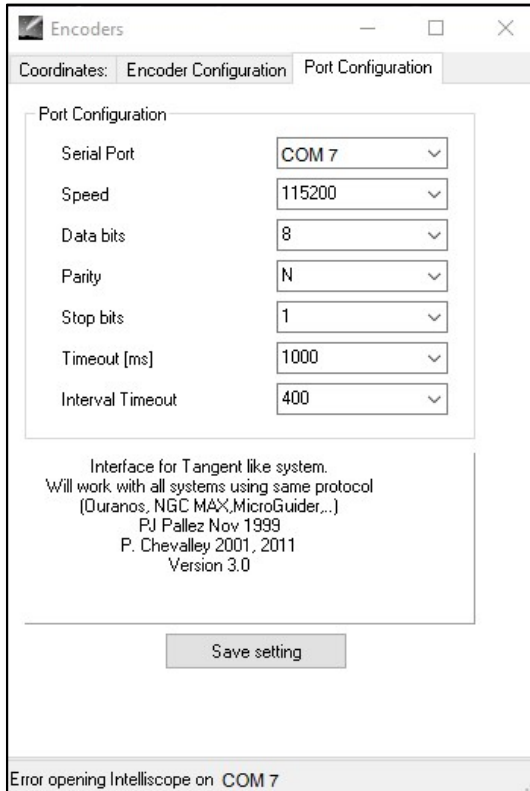 Encoders
Coordinates: Encoder Configuration Port Configuration
Port Configuration
Serial Port COM 7
Speed 115200
Data bits 8
Parity N
Stop bits 1
Timeout [ms] 1000
Interval Timeout 400
Interface for Tangent like system.
Will work with all systems using same protocol
(Ouranos, NGC MAX,MicroGuider,..)
PJ Pallez Nov 1999
P. Chevalley 2001, 2011
Version 3.0
Save setting
Error opening Intelliscope on COM 7